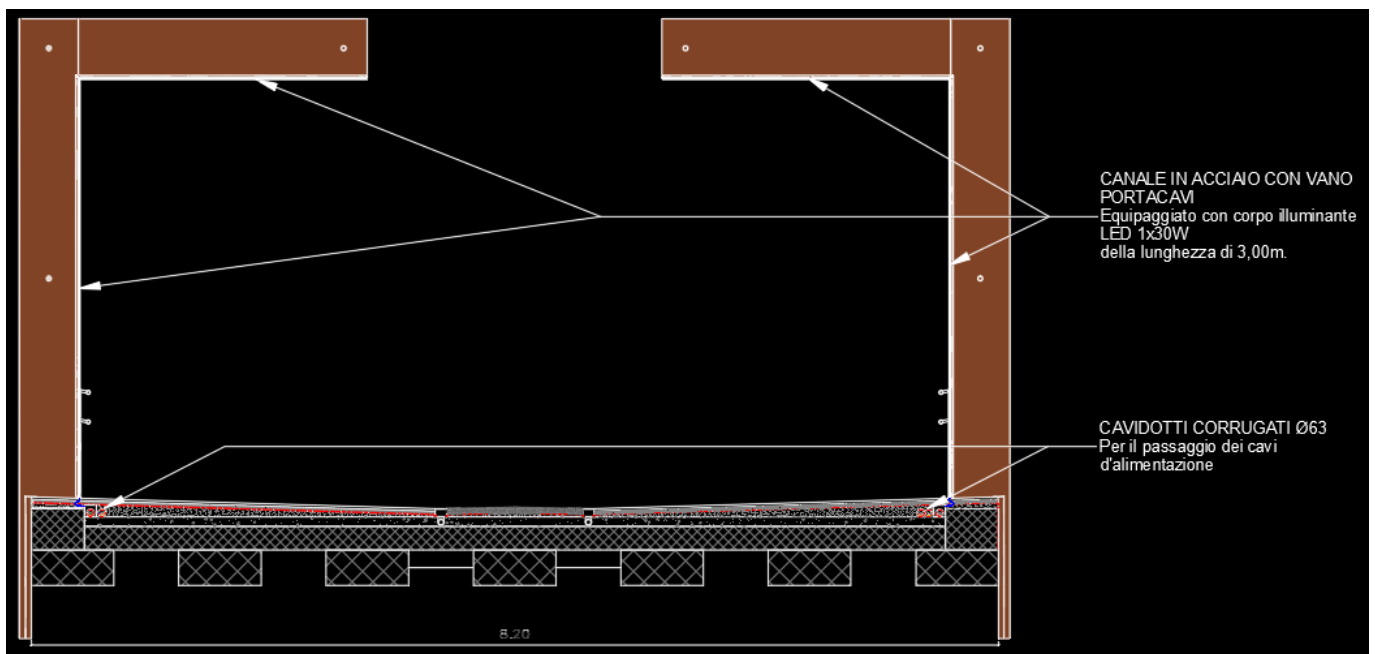 CANALE IN ACCIAIO CON VANO
PORTACAVI
Equipaggiato con corpo illuminante
LED 1x30W
della lunghezza di 3,00m.
CAVIDOTTI CORRUGATI Ø63
Per il passaggio dei cavi
d'alimentazione
8.20